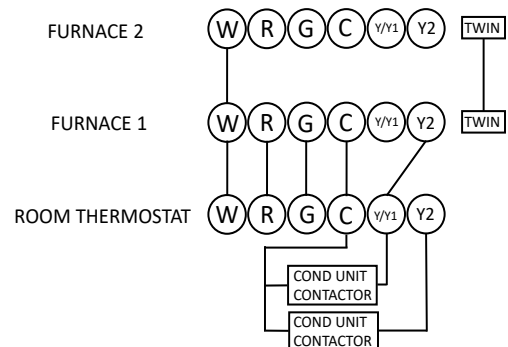 FURNACE 2 W R G C Y/Y1 Y2 TWIN
FURNACE 1 W R G C Y/Y1 Y2 TWIN
ROOM THERMOSTAT W R G C Y/Y1 Y2
COND UNIT
CONTACTOR
COND UNIT
CONTACTOR